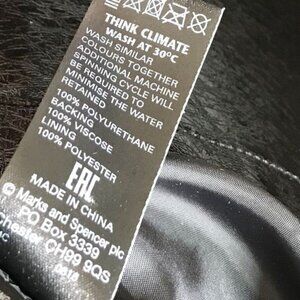 THINK CLIMATE
WASH AT 30°C
WASH SIMILAR
COLOURS TOGETHER
ADDITIONAL MACHINE
SPINNING CYCLE WILL
BE REQUIRED TO
MINIMISE WATER
RETAINED
100% POLYURETHANE
BACKING
100% VISCOSE
LINING
100% POLYESTER
EAC
MADE IN CHINA
© Marks and Spencer plc
PO Box 3339
Chester CH99 9QS